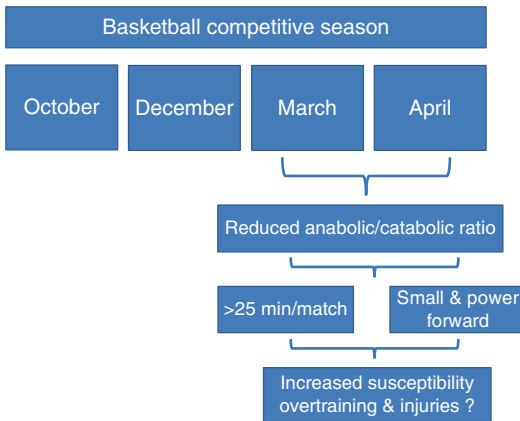 Basketball competitive season
October
December
March
April
Reduced anabolic/catabolic ratio
>25 min/match
Small & power
forward
Increased susceptibility
overtraining & injuries ?